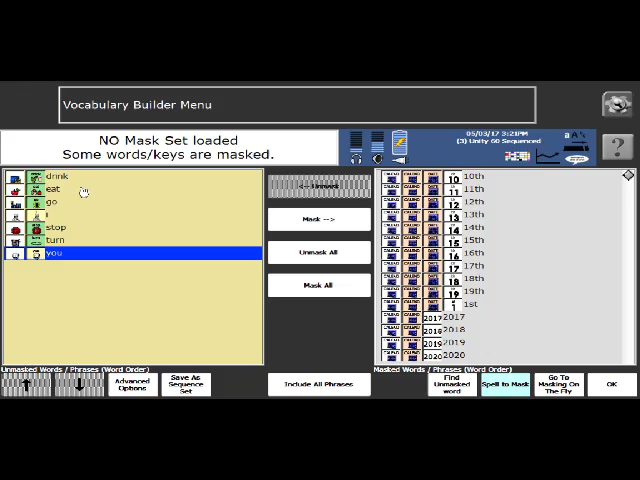 Vocabulary Builder Menu
NO Mask Set loaded
Some words/keys are masked.
05/03/17 3:21PM
(3) Unity 60 Sequenced
drink
eat
go
i
stop
turn
you
<-- Unmask
Mask -->
Unmask All
Mask All
10th
11th
12th
13th
14th
15th
16th
17th
18th
19th
1st
2017 2017
2018 2018
2019 2019
2020 2020
Unmasked Words / Phrases (Word Order)
Masked Words / Phrases (Word Order)
Advanced Options
Save As Sequence Set
Include All Phrases
Find Unmasked word
Spell to Mask
Go To Masking On The Fly
OK